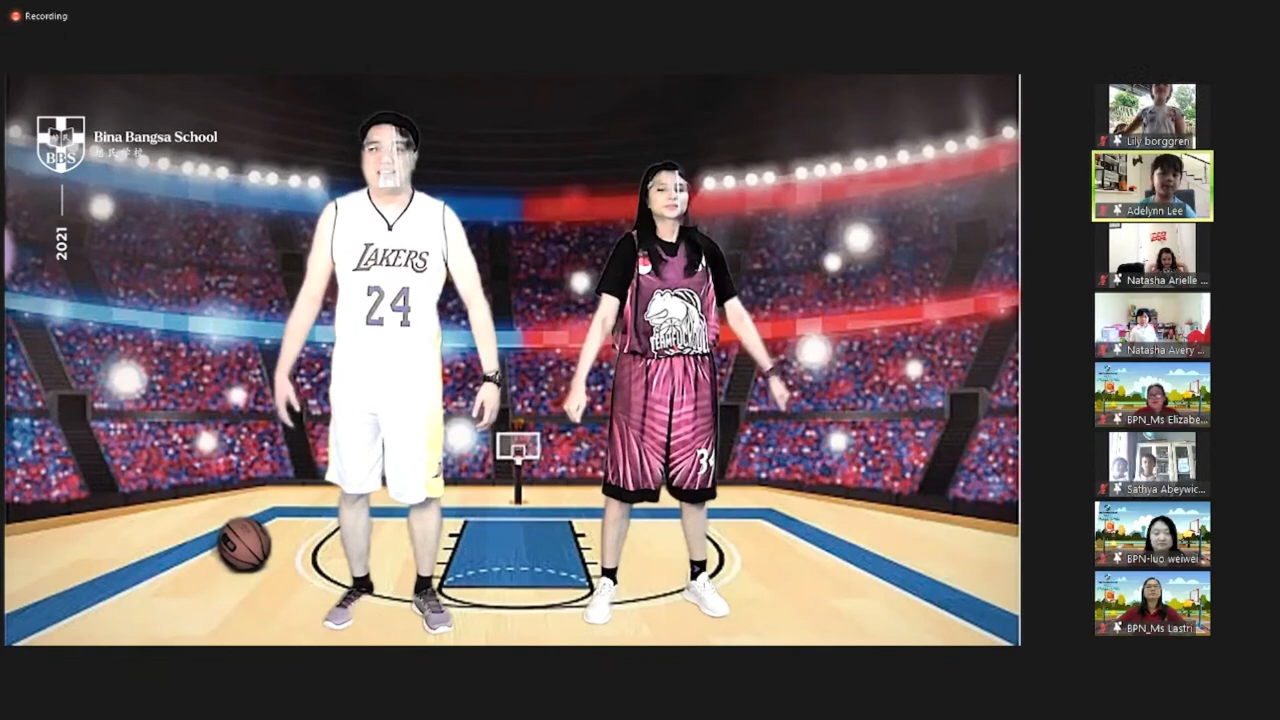 Recording
Bina Bangsa School
BBS
2021
LAKERS
24
34
Lily borggren
Adelynn Lee
Natasha Arielle ...
Natasha Avery ...
BPN_Ms Elizabe...
Sathya Abeywic...
BPN-luo weiwei
BPN_Ms Lastri